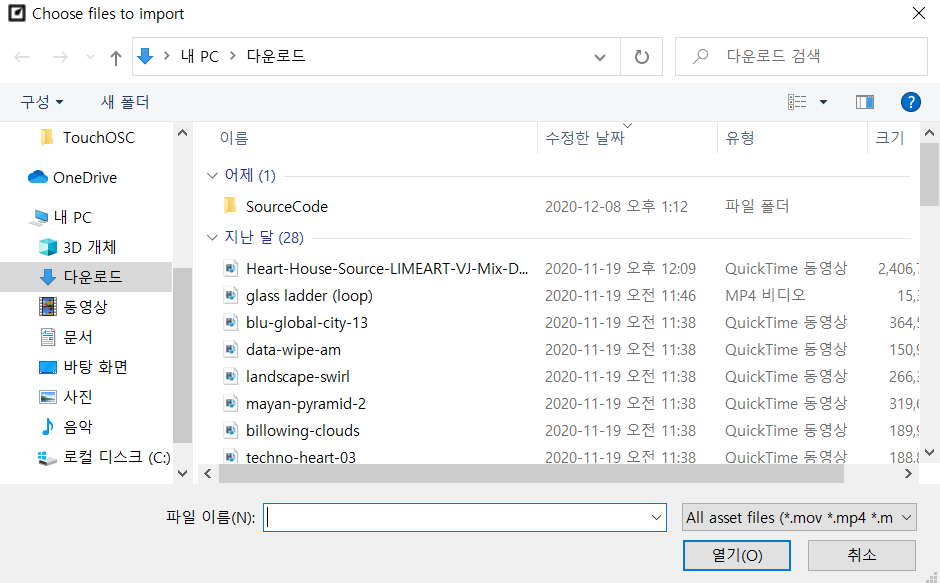 Choose files to import
내 PC > 다운로드
다운로드 검색
구성 새 폴더
TouchOSC
OneDrive
내 PC
3D 개체
다운로드
동영상
문서
바탕 화면
사진
음악
로컬 디스크 (C:)
이름 수정한 날짜 유형 크기
어제 (1)
SourceCode 2020-12-08 오후 1:12 파일 폴더
지난 달 (28)
Heart-House-Source-LIMEART-VJ-Mix-D... 2020-11-19 오후 12:09 QuickTime 동영상 2,406,
glass ladder (loop) 2020-11-19 오전 11:46 MP4 비디오 15,
blu-global-city-13 2020-11-19 오전 11:38 QuickTime 동영상 364,
data-wipe-am 2020-11-19 오전 11:38 QuickTime 동영상 150,
landscape-swirl 2020-11-19 오전 11:38 QuickTime 동영상 266,
mayan-pyramid-2 2020-11-19 오전 11:38 QuickTime 동영상 319,
billowing-clouds 2020-11-19 오전 11:38 QuickTime 동영상 189,
techno-heart-03 2020-11-19 오전 11:38 QuickTime 동영상 188,
파일 이름(N): All asset files (*.mov *.mp4 *.m
열기(O) 취소